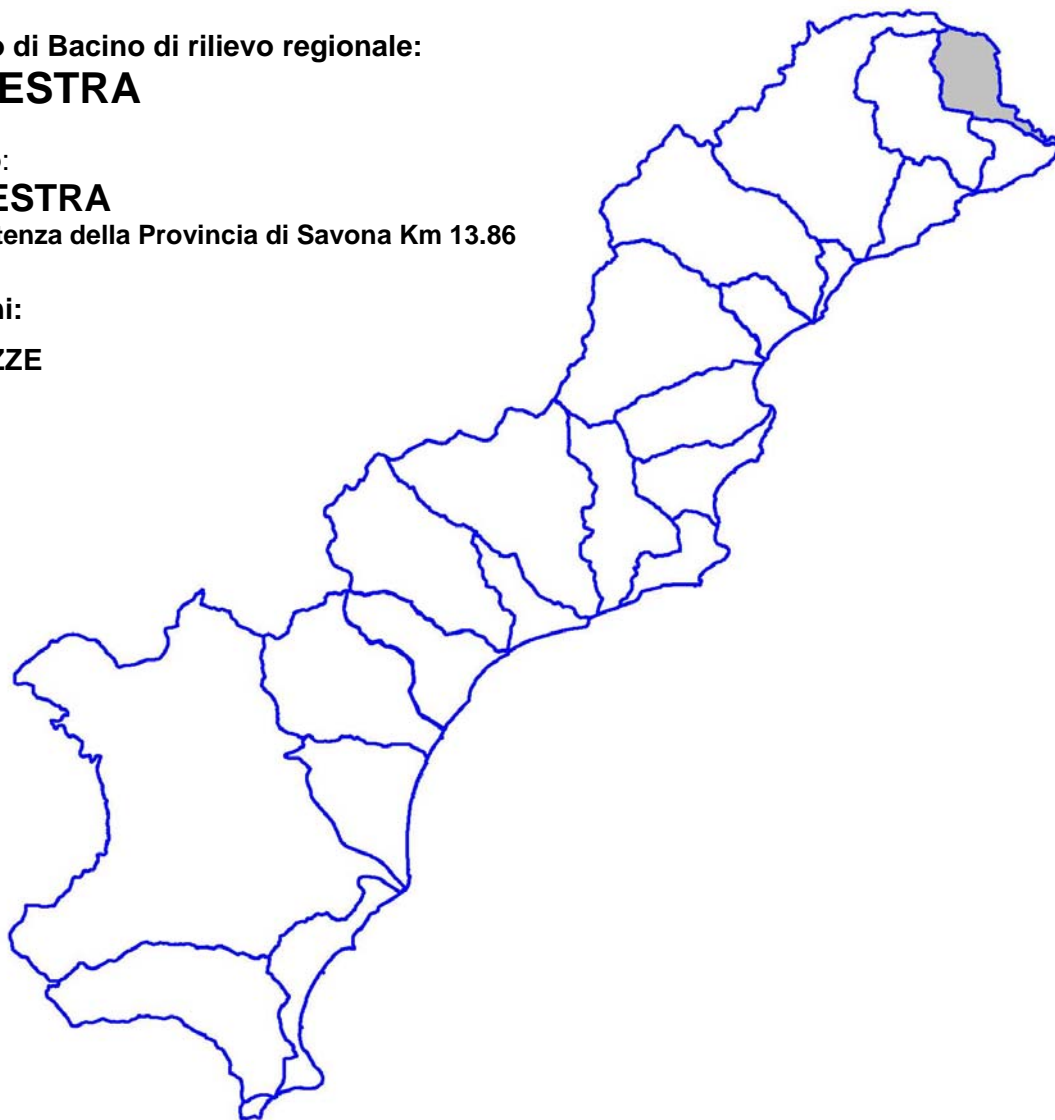 o di Bacino di rilievo regionale:
ESTRA
o:
ESTRA
tenza della Provincia di Savona Km 13.86
ni:
ZZE